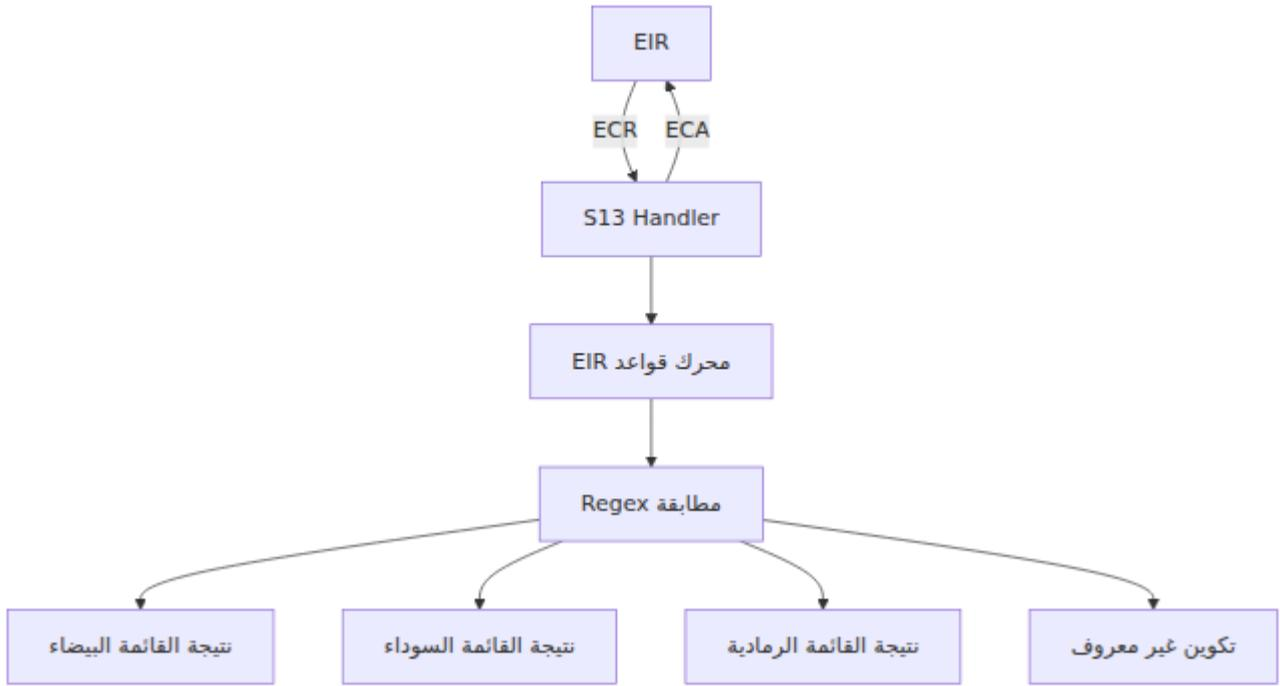 EIR
ECR
ECA
S13 Handler
محرك قواعد EIR
مطابقة Regex
نتيجة القائمة البيضاء
نتيجة القائمة السوداء
نتيجة القائمة الرمادية
تكوين غير معروف